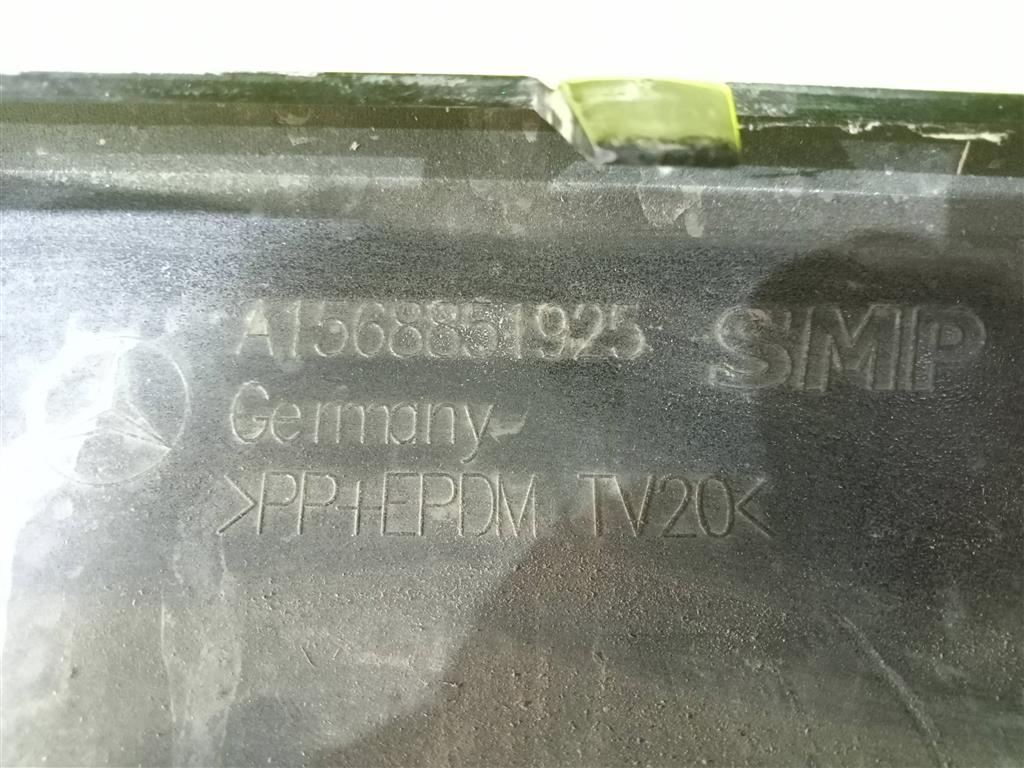 A1568851925 SMP
Germany
>PP+EPDM TV20<